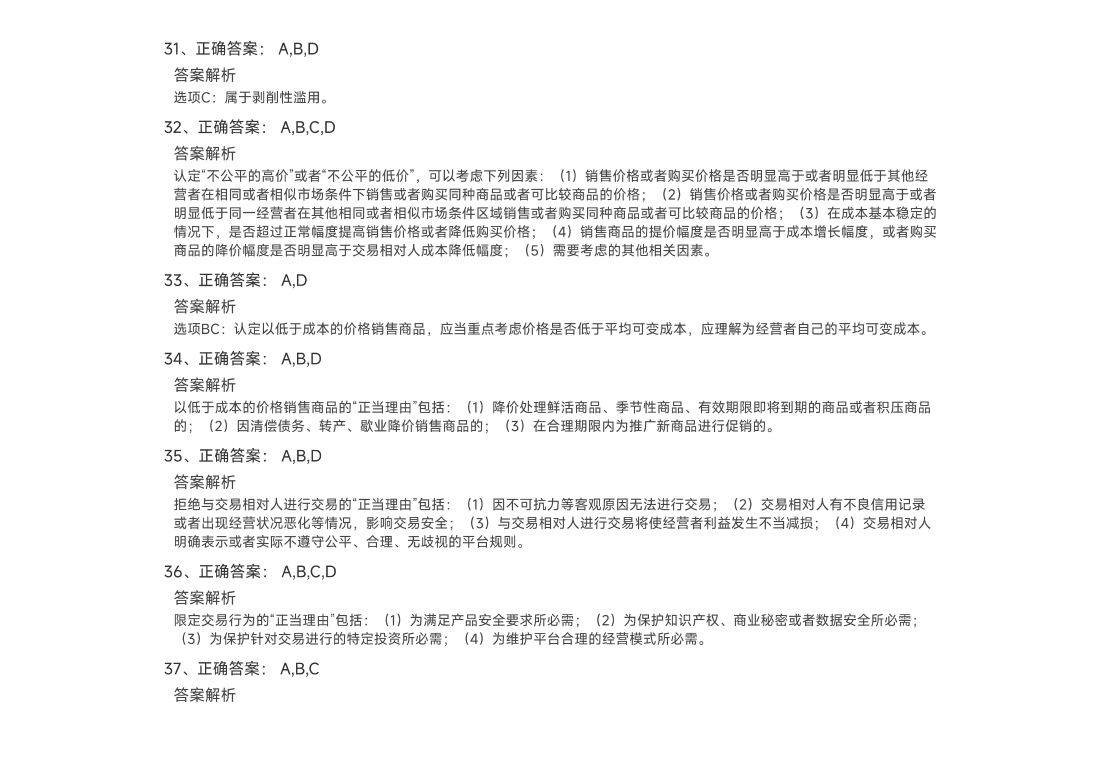 31、正确答案： A,B,D
答案解析
选项C：属于剥削性滥用。
32、正确答案： A,B,C,D
答案解析
认定“不公平的高价”或者“不公平的低价”，可以考虑下列因素：（1）销售价格或者购买价格是否明显高于或者明显低于其他经
营者在相同或者相似市场条件下销售或者购买同种商品或者可比较商品的价格；（2）销售价格或者购买价格是否明显高于或者
明显低于同一经营者在其他相同或者相似市场条件区域销售或者购买同种商品或者可比较商品的价格；（3）在成本基本稳定的
情况下，是否超过正常幅度提高销售价格或者降低购买价格；（4）销售商品的提价幅度是否明显高于成本增长幅度，或者购买
商品的降价幅度是否明显高于交易相对人成本降低幅度；（5）需要考虑的其他相关因素。
33、正确答案： A,D
答案解析
选项BC：认定以低于成本的价格销售商品，应当重点考虑价格是否低于平均可变成本，应理解为经营者自己的平均可变成本。
34、正确答案： A,B,D
答案解析
以低于成本的价格销售商品的“正当理由”包括：（1）降价处理鲜活商品、季节性商品、有效期限即将到期的商品或者积压商品
的；（2）因清偿债务、转产、歇业降价销售商品的；（3）在合理期限内为推广新商品进行促销的。
35、正确答案： A,B,D
答案解析
拒绝与交易相对人进行交易的“正当理由”包括：（1）因不可抗力等客观原因无法进行交易；（2）交易相对人有不良信用记录
或者出现经营状况恶化等情况，影响交易安全；（3）与交易相对人进行交易将使经营者利益发生不当减损；（4）交易相对人
明确表示或者实际不遵守公平、合理、无歧视的平台规则。
36、正确答案： A,B,C,D
答案解析
限定交易行为的“正当理由”包括：（1）为满足产品安全要求所必需；（2）为保护知识产权、商业秘密或者数据安全所必需；
（3）为保护针对交易进行的特定投资所必需；（4）为维护平台合理的经营模式所必需。
37、正确答案： A,B,C
答案解析